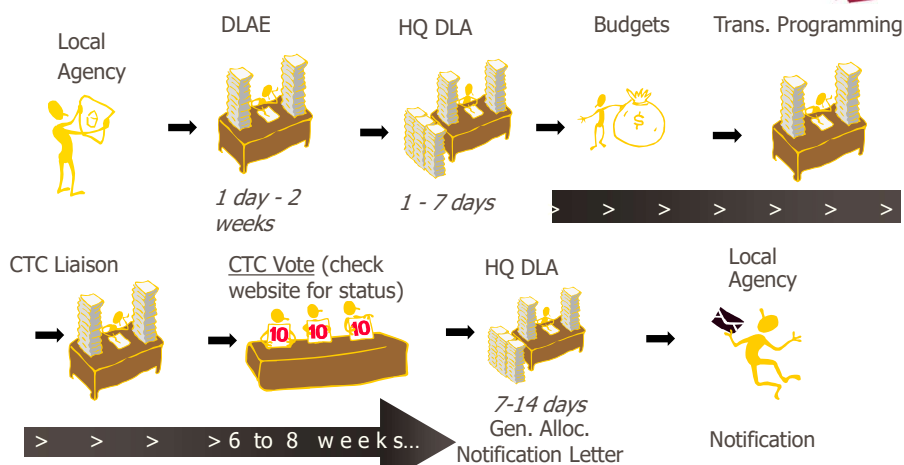 Local
Agency
DLAE
HQ DLA
Budgets
Trans. Programming
$
1 day - 2
weeks
1 - 7 days
> > > > > > >
CTC Liaison
CTC Vote (check
website for status)
HQ DLA
Local
Agency
10 10 10
7-14 days
Gen. Alloc.
Notification Letter
Notification
> > > > 6 to 8 weeks...